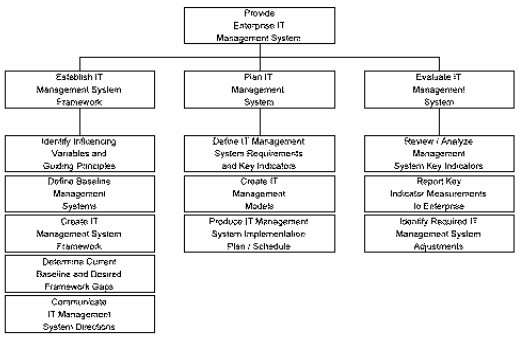 Provide
Enterprise IT
Management System
Establish IT
Management System
Framework
Plan IT
Management
System
Evaluate IT
Management
System
Identify Influencing
Variables and
Guiding Principles
Define Baseline
Management
Systems
Create IT
Management System
Framework
Determine Current
Baseline and Desired
Framework Gaps
Communicate
IT Management
System Directions
Define IT Management
System Requirements
and Key Indicators
Create IT
Management
Models
Produce IT Management
System Implementation
Plan / Schedule
Review / Analyze
Management
System Key Indicators
Report Key
Indicator Measurements
to Enterprise
Identify Required IT
Management System
Adjustments